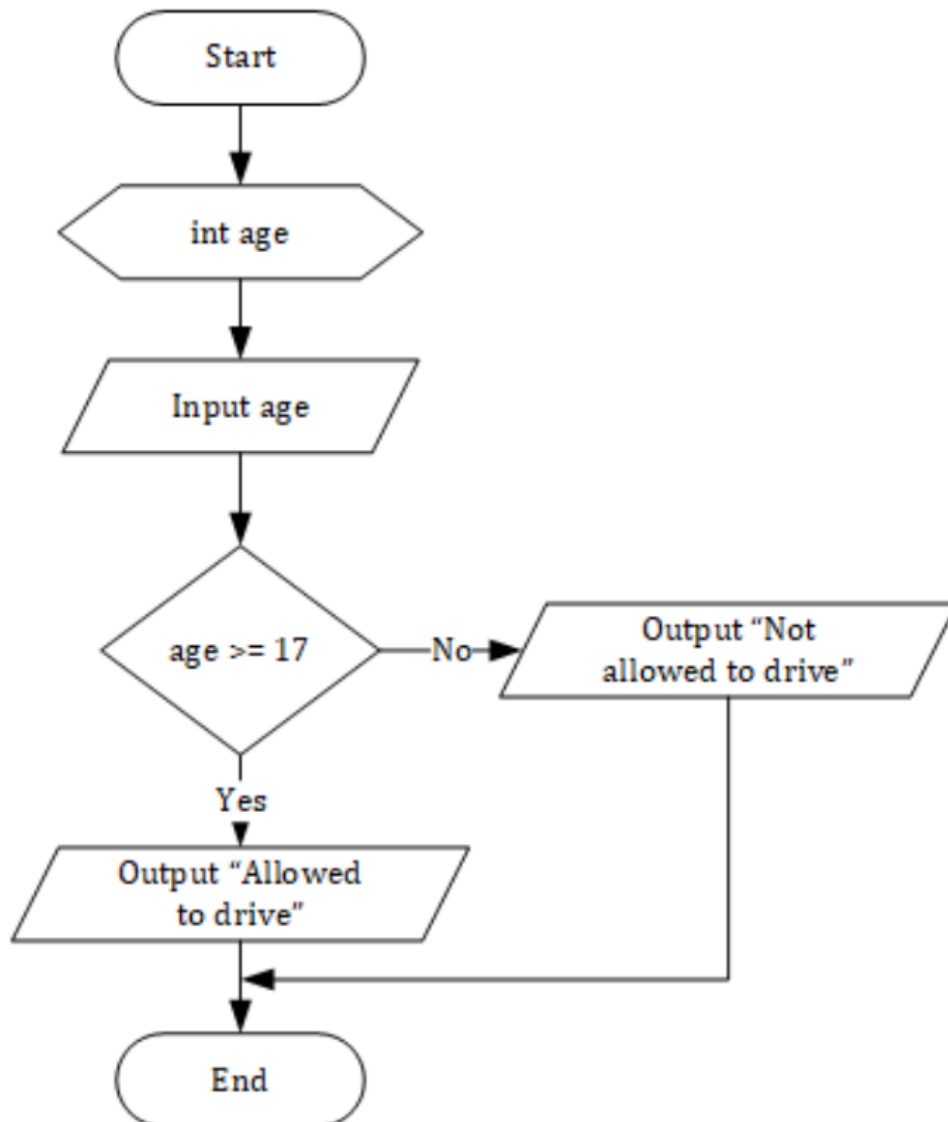 Start
int age
Input age
age >= 17
No
Output “Not
allowed to drive”
Yes
Output “Allowed
to drive”
End